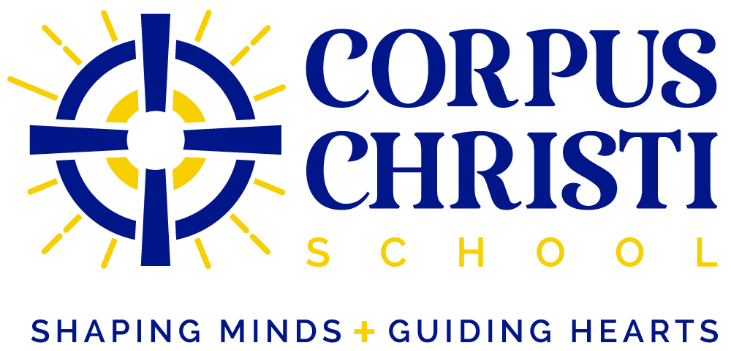 CORPUS
CHRISTI
SCHOOL
SHAPING MINDS + GUIDING HEARTS